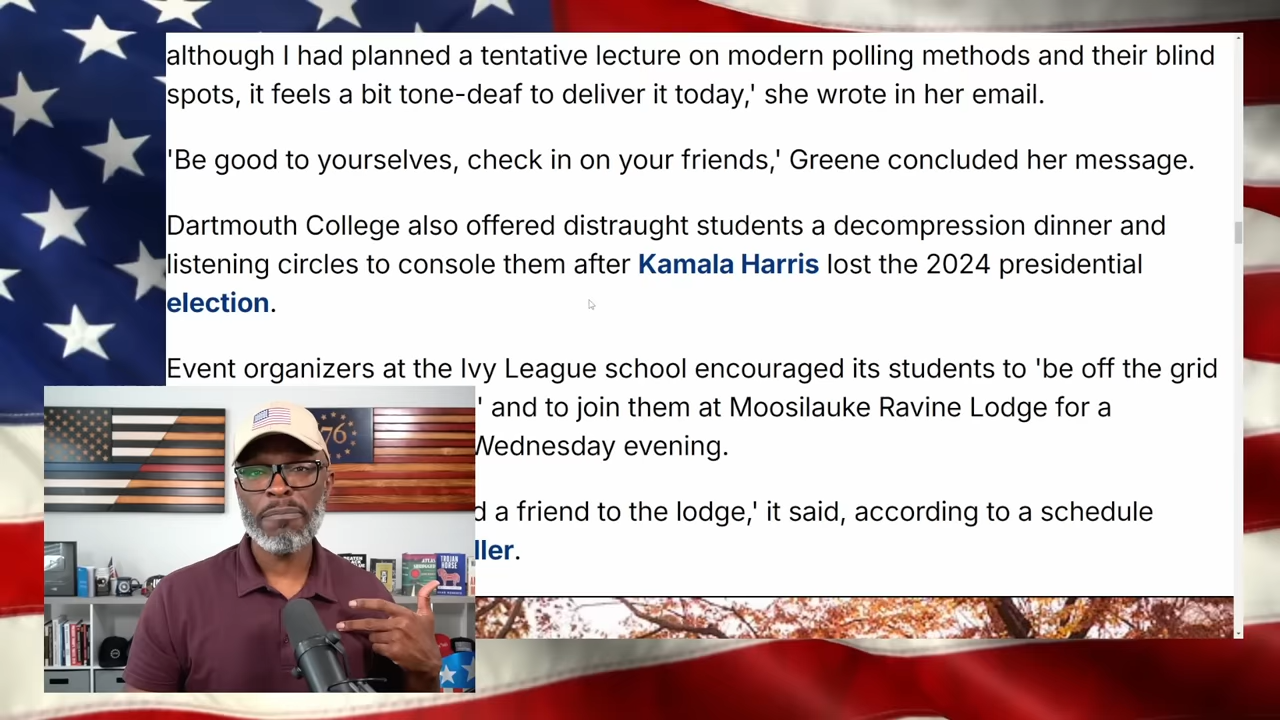 although I had planned a tentative lecture on modern polling methods and their blind
spots, it feels a bit tone-deaf to deliver it today,' she wrote in her email.
'Be good to yourselves, check in on your friends,' Greene concluded her message.
Dartmouth College also offered distraught students a decompression dinner and
listening circles to console them after Kamala Harris lost the 2024 presidential
election.
Event organizers at the Ivy League school encouraged its students to 'be off the grid
' and to join them at Moosilauke Ravine Lodge for a
Wednesday evening.
d a friend to the lodge,' it said, according to a schedule
ller.
76
TROJAN
HORSE